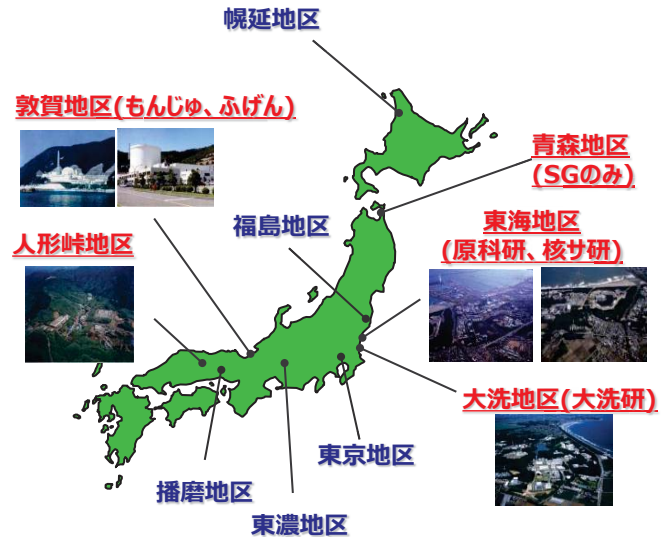 幌延地区
敦賀地区(もんじゅ、ふげん)
青森地区
(SGのみ)
福島地区
東海地区
(原科研、核サ研)
人形峠地区
大洗地区(大洗研)
東京地区
播磨地区
東濃地区